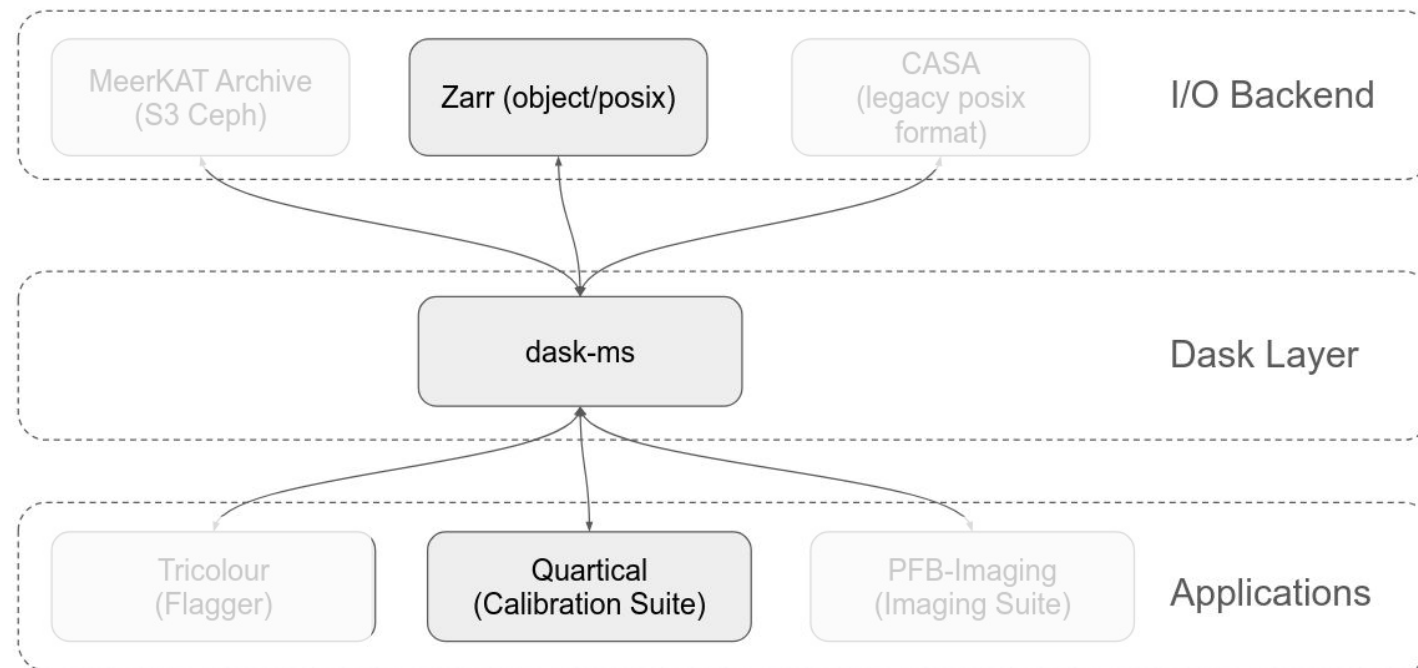 MeerKAT Archive
(S3 Ceph)
Zarr (object/posix)
CASA
(legacy posix
format)
I/O Backend
dask-ms
Dask Layer
Tricolour
(Flagger)
Quartical
(Calibration Suite)
PFB-Imaging
(Imaging Suite)
Applications